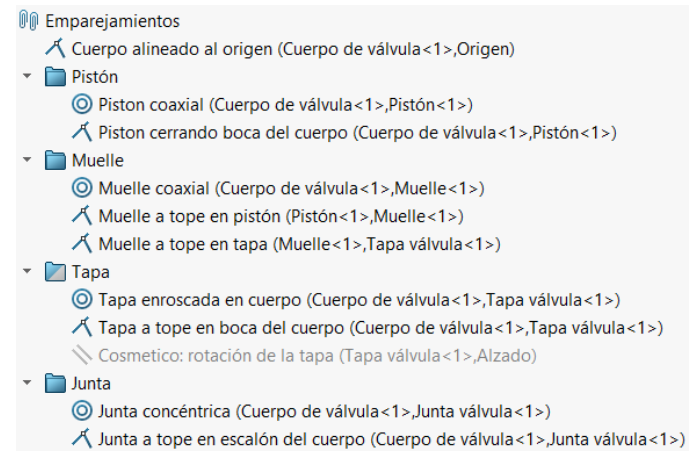 Emparejamientos
Cuerpo alineado al origen (Cuerpo de válvula<1>,Origen)
Pistón
Piston coaxial (Cuerpo de válvula<1>,Pistón<1>)
Piston cerrando boca del cuerpo (Cuerpo de válvula<1>,Pistón<1>)
Muelle
Muelle coaxial (Cuerpo de válvula<1>,Muelle<1>)
Muelle a tope en pistón (Pistón<1>,Muelle<1>)
Muelle a tope en tapa (Muelle<1>,Tapa válvula<1>)
Tapa
Tapa enroscada en cuerpo (Cuerpo de válvula<1>,Tapa válvula<1>)
Tapa a tope en boca del cuerpo (Cuerpo de válvula<1>,Tapa válvula<1>)
Cosmetico: rotación de la tapa (Tapa válvula<1>,Alzado)
Junta
Junta concéntrica (Cuerpo de válvula<1>,Junta válvula<1>)
Junta a tope en escalón del cuerpo (Cuerpo de válvula<1>,Junta válvula<1>)